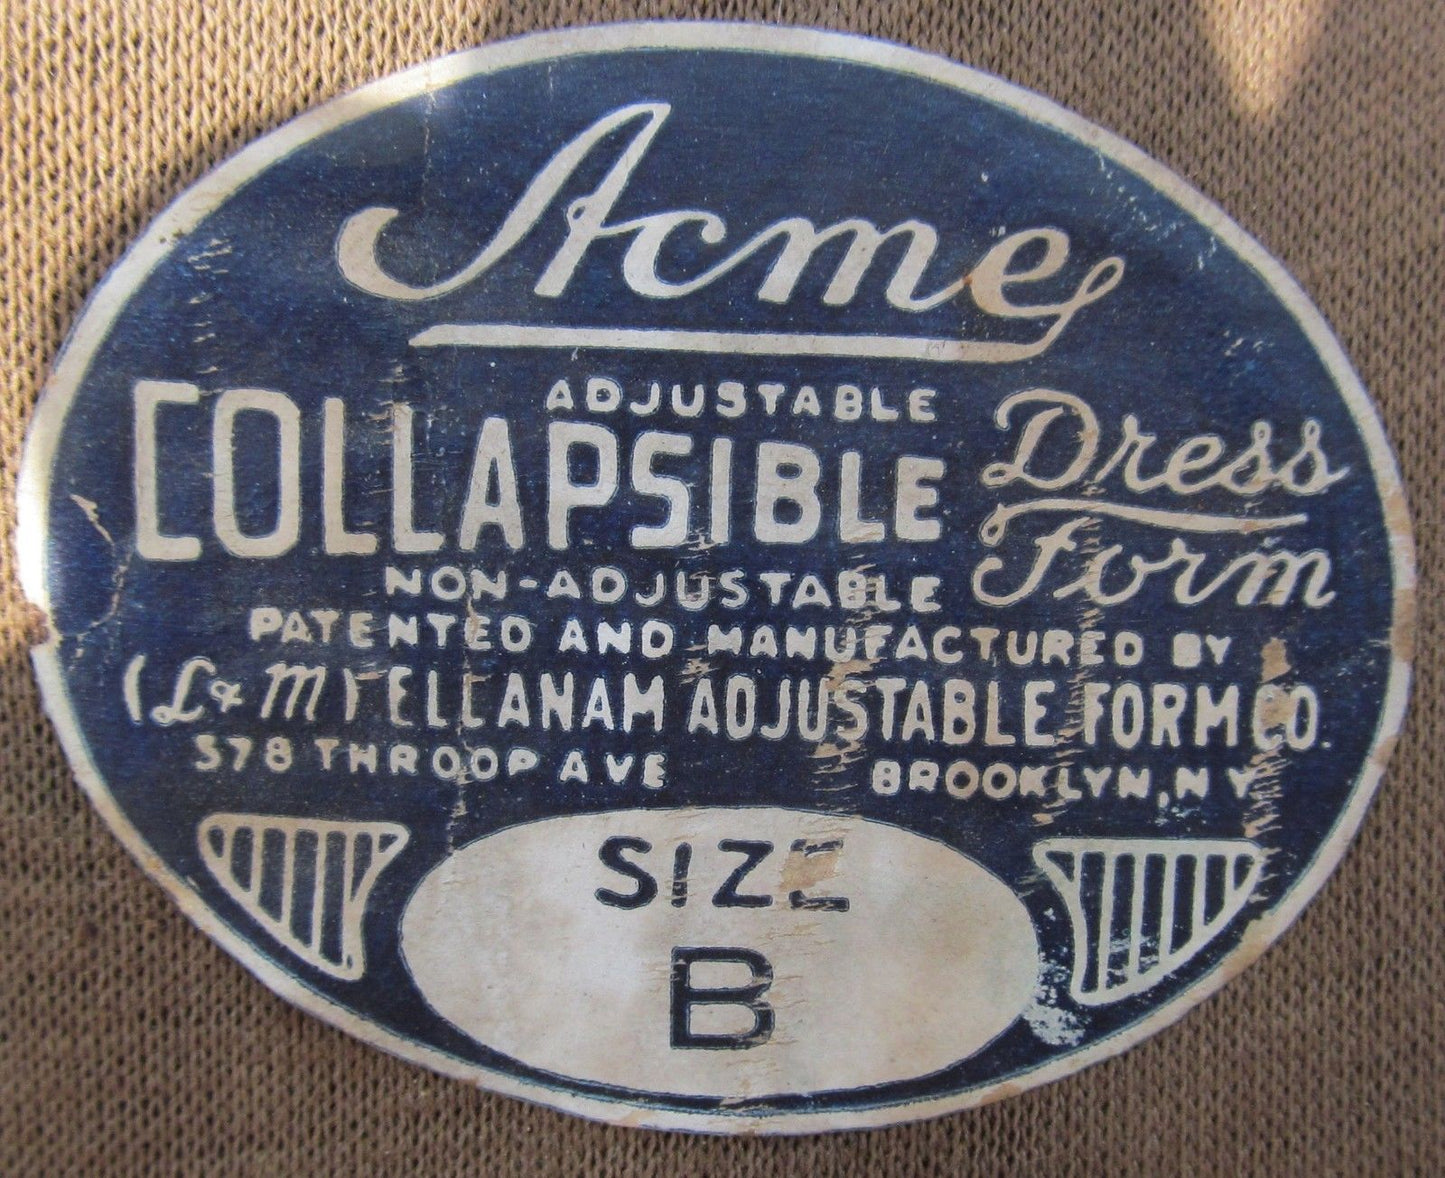 Acme
ADJUSTABLE
COLLAPSIBLE
NON-ADJUSTABLE
Dress
Form
PATENTED AND MANUFACTURED BY
(L & M) ELLANAM ADJUSTABLE FORM CO.
578 THROOP AVE BROOKLYN, N Y
SIZE
B